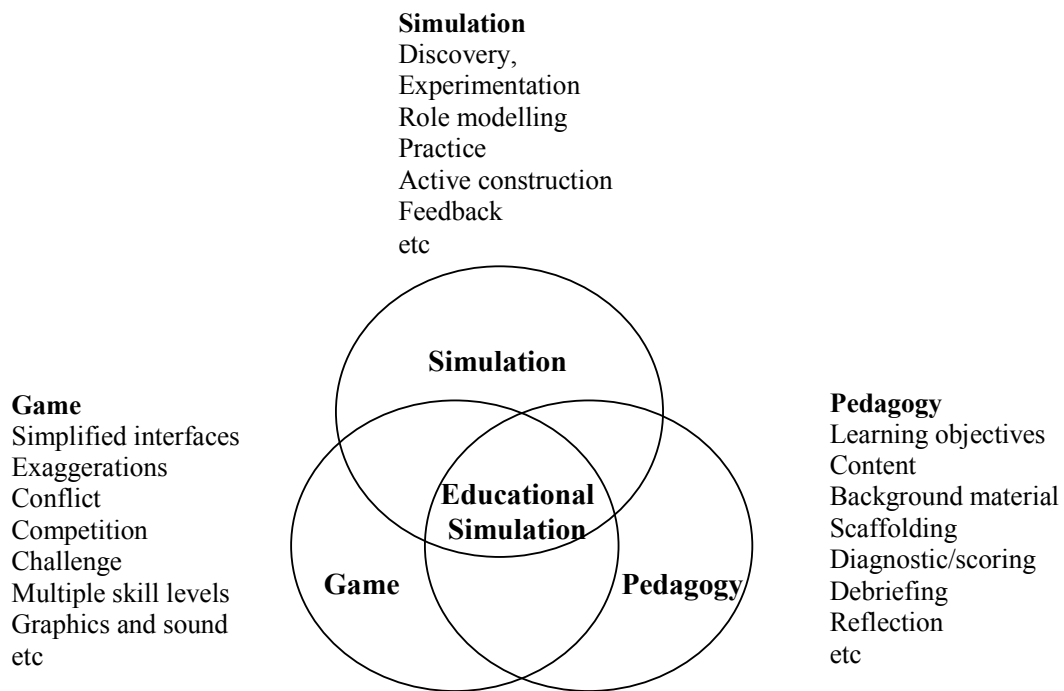 Simulation
Discovery,
Experimentation
Role modelling
Practice
Active construction
Feedback
etc
Simulation
Game
Simplified interfaces
Exaggerations
Conflict
Competition
Challenge
Multiple skill levels
Graphics and sound
etc
Educational
Simulation
Game
Pedagogy
Pedagogy
Learning objectives
Content
Background material
Scaffolding
Diagnostic/scoring
Debriefing
Reflection
etc